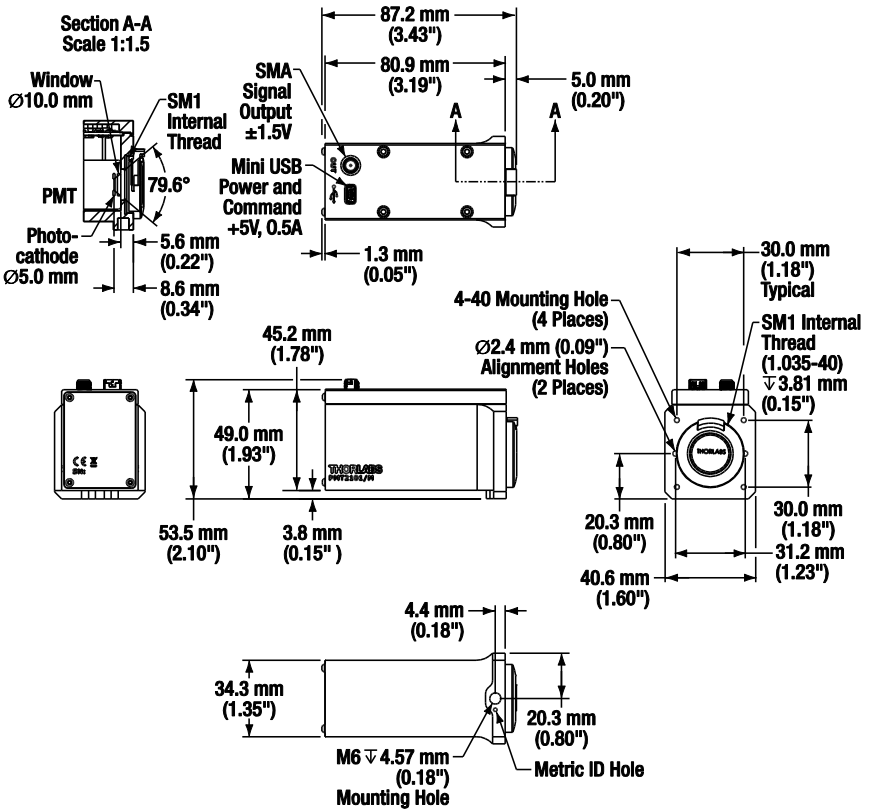 Section A-A
Scale 1:1.5
Window
Ø10.0 mm
SM1
Internal
Thread
PMT
79.6°
Photo-
cathode
Ø5.0 mm
5.6 mm
(0.22")
8.6 mm
(0.34")
87.2 mm
(3.43")
80.9 mm
(3.19")
5.0 mm
(0.20")
SMA
Signal
Output
±1.5V
Mini USB
Power and
Command
+5V, 0.5A
OUT
A
A
1.3 mm
(0.05")
30.0 mm
(1.18")
Typical
4-40 Mounting Hole
(4 Places)
Ø2.4 mm (0.09")
Alignment Holes
(2 Places)
SM1 Internal
Thread
(1.035-40)
↧ 3.81 mm
(0.15")
THORLABS
20.3 mm
(0.80")
30.0 mm
(1.18")
31.2 mm
(1.23")
40.6 mm
(1.60")
45.2 mm
(1.78")
49.0 mm
(1.93")
53.5 mm
(2.10")
3.8 mm
(0.15" )
THORLABS
PMT2101/M
CE
SN:
4.4 mm
(0.18")
34.3 mm
(1.35")
20.3 mm
(0.80")
M6 ↧ 4.57 mm
(0.18")
Mounting Hole
Metric ID Hole